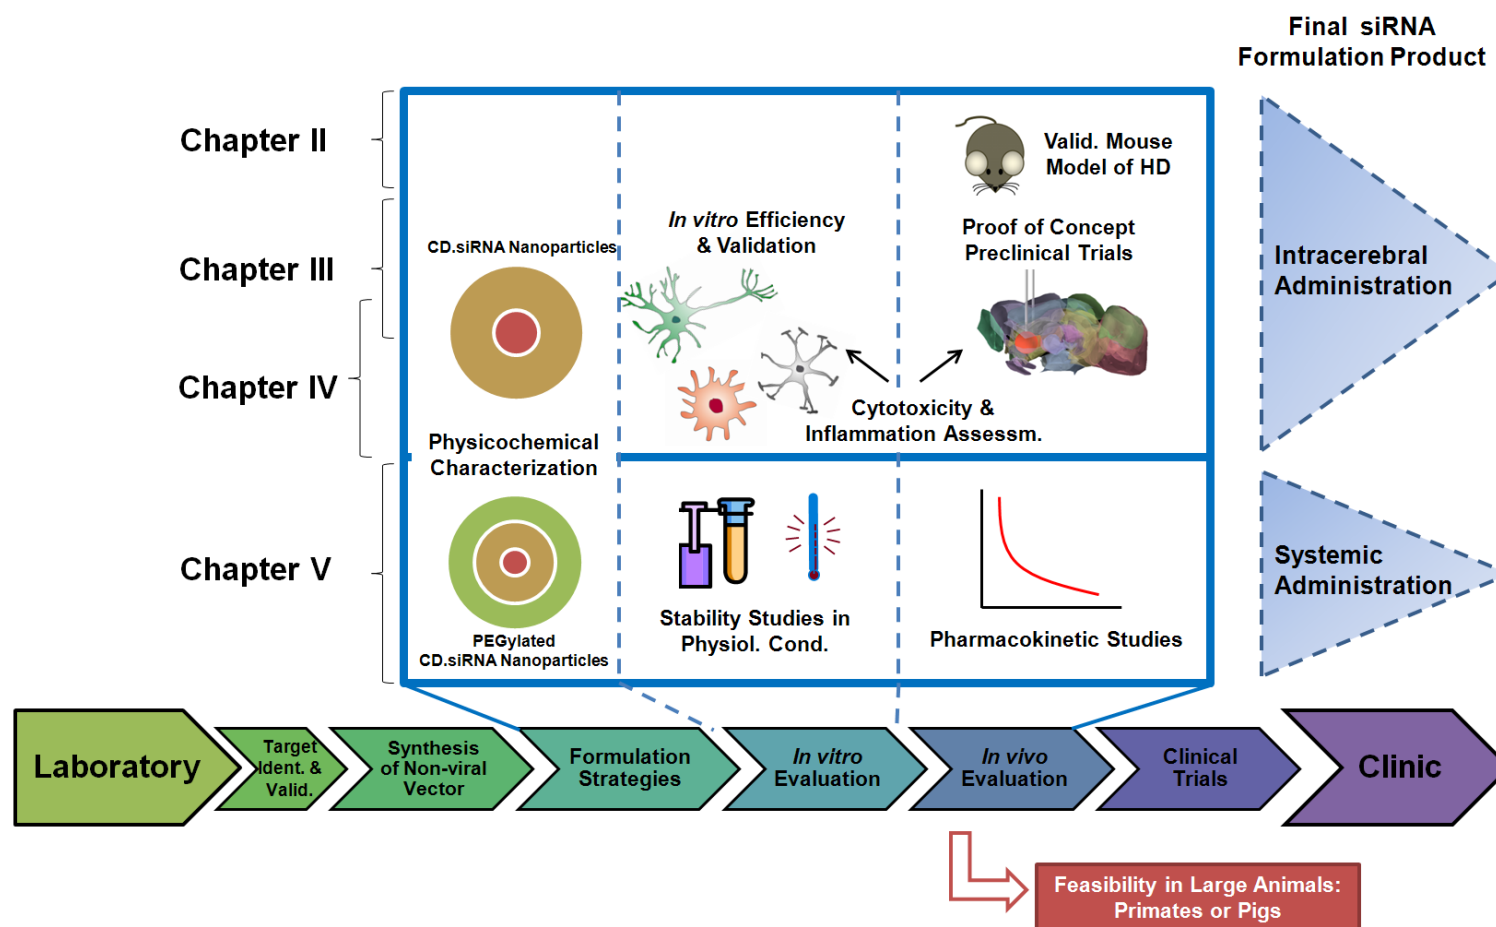 Final siRNA
Formulation Product
Chapter II
Valid. Mouse
Model of HD
In vitro Efficiency
& Validation
Proof of Concept
Preclinical Trials
CD.siRNA Nanoparticles
Chapter III
Intracerebral
Administration
Chapter IV
Cytotoxicity &
Inflammation Assessm.
Physicochemical
Characterization
Chapter V
Systemic
Administration
Stability Studies in
Physiol. Cond.
Pharmacokinetic Studies
PEGylated
CD.siRNA Nanoparticles
Laboratory
Target
Ident. &
Valid.
Synthesis
of Non-viral
Vector
Formulation
Strategies
In vitro
Evaluation
In vivo
Evaluation
Clinical
Trials
Clinic
Feasibility in Large Animals:
Primates or Pigs